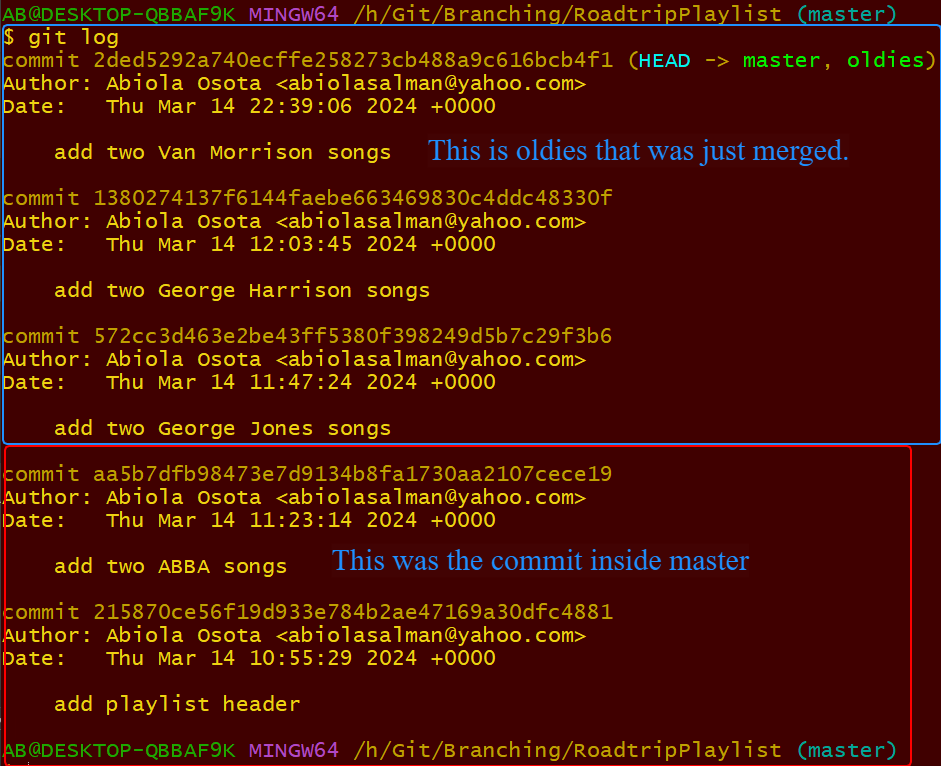 AB@DESKTOP-QBBAF9K MINGW64 /h/Git/Branching/RoadtripPlaylist (master)
$ git log
commit 2ded5292a740ecffe258273cb488a9c616bcb4f1 (HEAD -> master, oldies)
Author: Abiola Osota <abiolasalman@yahoo.com>
Date:   Thu Mar 14 22:39:06 2024 +0000
add two Van Morrison songs This is oldies that was just merged.
commit 1380274137f6144faebe663469830c4ddc48330f
Author: Abiola Osota <abiolasalman@yahoo.com>
Date:   Thu Mar 14 12:03:45 2024 +0000
add two George Harrison songs
commit 572cc3d463e2be43ff5380f398249d5b7c29f3b6
Author: Abiola Osota <abiolasalman@yahoo.com>
Date:   Thu Mar 14 11:47:24 2024 +0000
add two George Jones songs
commit aa5b7dfb98473e7d9134b8fa1730aa2107cece19
Author: Abiola Osota <abiolasalman@yahoo.com>
Date:   Thu Mar 14 11:23:14 2024 +0000
add two ABBA songs This was the commit inside master
commit 215870ce56f19d933e784b2ae47169a30dfc4881
Author: Abiola Osota <abiolasalman@yahoo.com>
Date:   Thu Mar 14 10:55:29 2024 +0000
add playlist header
AB@DESKTOP-QBBAF9K MINGW64 /h/Git/Branching/RoadtripPlaylist (master)